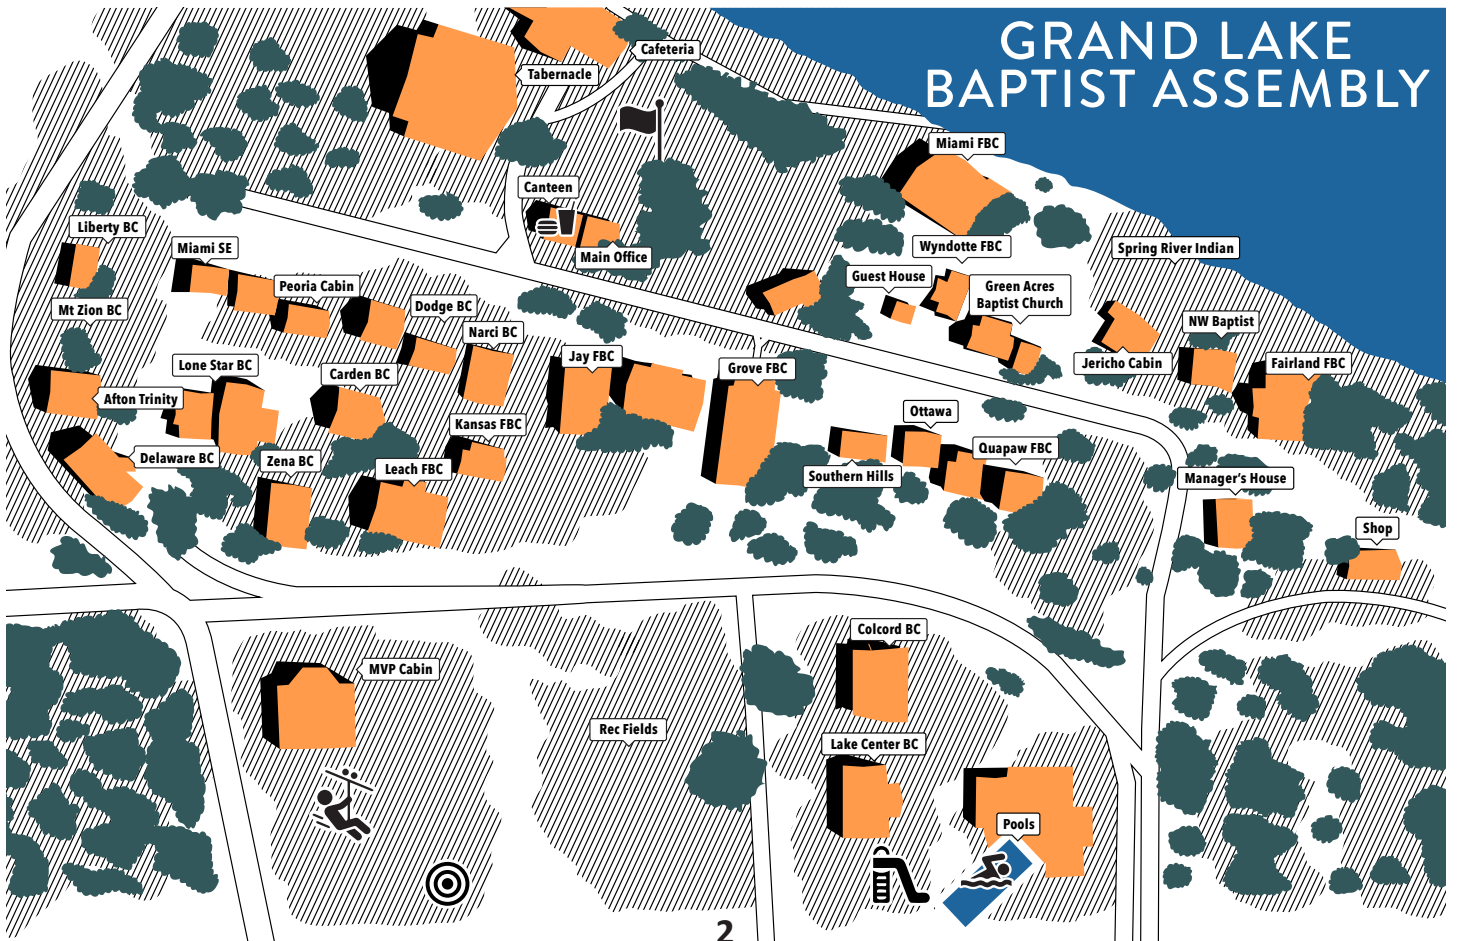 GRAND LAKE
BAPTIST ASSEMBLY
Cafeteria
Tabernacle
Miami FBC
Canteen
Liberty BC
Miami SE
Main Office
Wyndotte FBC
Spring River Indian
Guest House
Peoria Cabin
Green Acres
Baptist Church
Mt Zion BC
Dodge BC
Narci BC
NW Baptist
Jay FBC
Lone Star BC
Carden BC
Grove FBC
Jericho Cabin
Fairland FBC
Afton Trinity
Ottawa
Kansas FBC
Quapaw FBC
Delaware BC
Zena BC
Leach FBC
Southern Hills
Manager's House
Shop
Colcord BC
MVP Cabin
Rec Fields
Lake Center BC
Pools
2